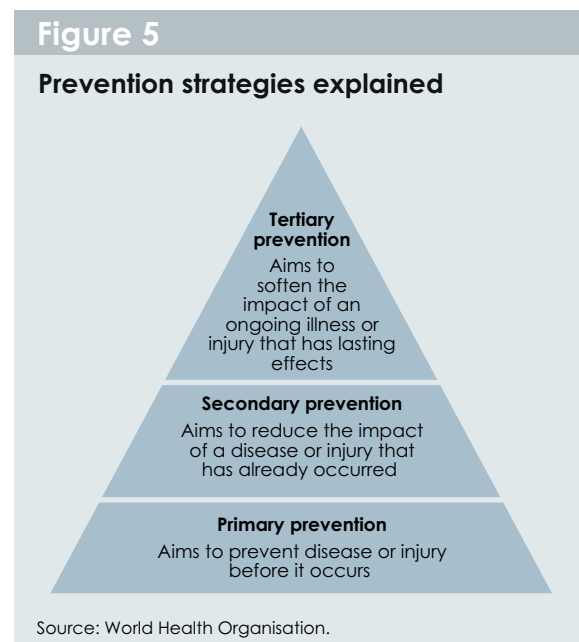 Figure 5
Prevention strategies explained
Tertiary
prevention
Aims to
soften the
impact of an
ongoing illness or
injury that has lasting
effects
Secondary prevention
Aims to reduce the impact
of a disease or injury that
has already occurred
Primary prevention
Aims to prevent disease or injury
before it occurs
Source: World Health Organisation.